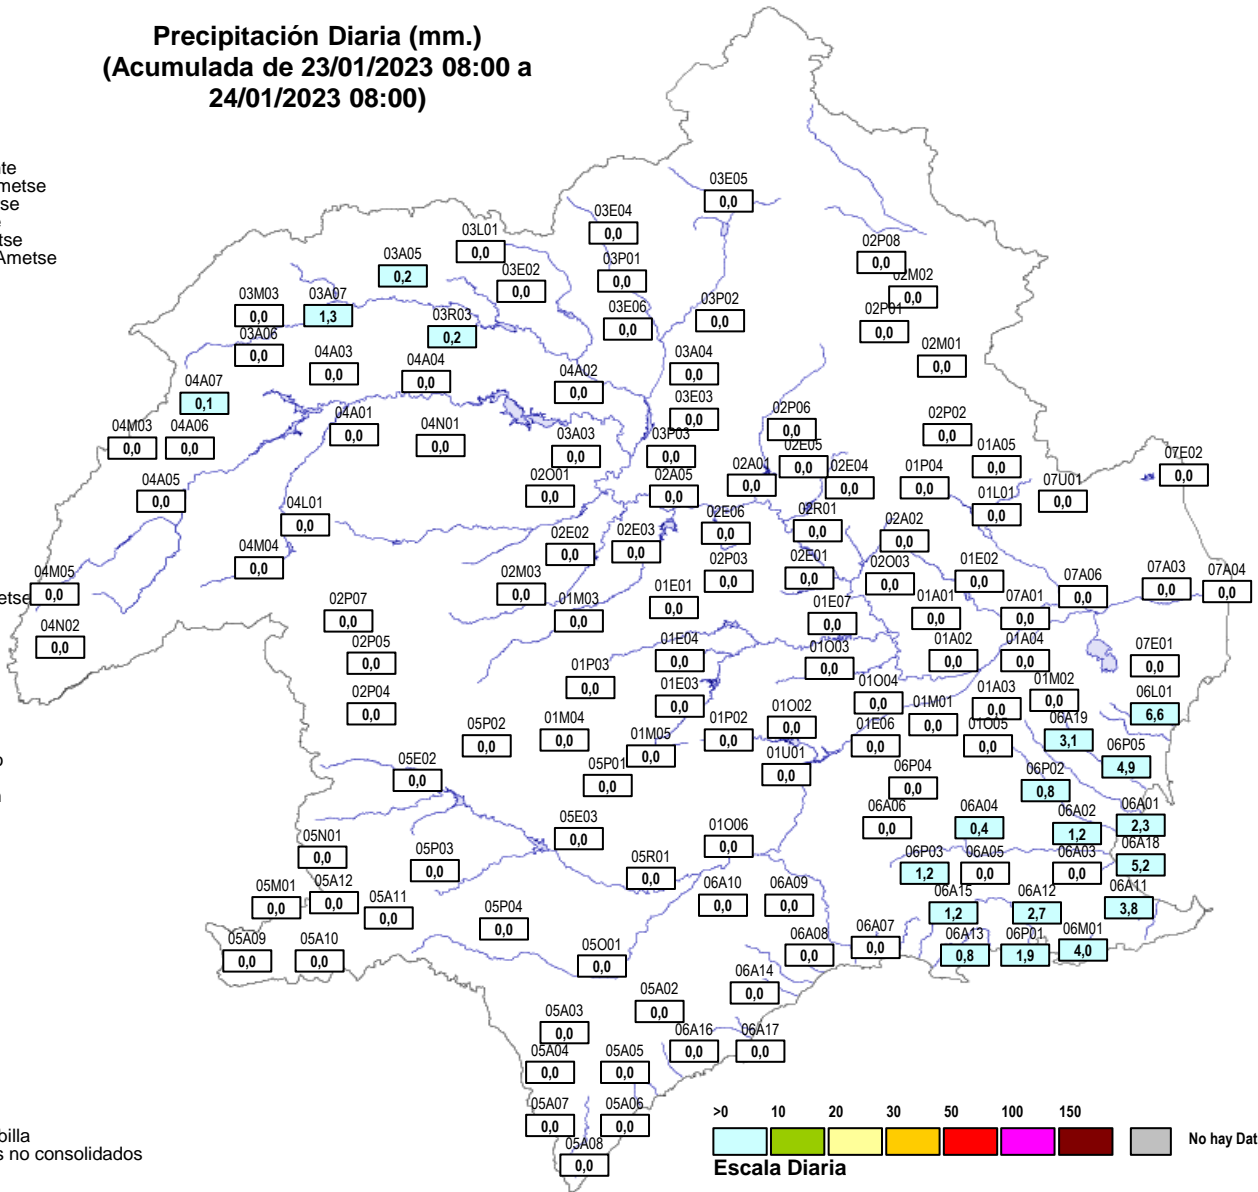 Precipitación Diaria (mm.)
(Acumulada de 23/01/2023 08:00 a
24/01/2023 08:00)
te
metse
se
tse
Ametse
03E05
0,0
03E04
0,0
03L01
0,0
03A05
0,2
03P01
0,0
03E02
0,0
02P08
0,0
02M02
0,0
03M03
0,0
03A07
1,3
03R03
0,2
03E06
0,0
03P02
0,0
02P01
0,0
03A06
0,0
04A03
0,0
04A04
0,0
04A02
0,0
03A04
0,0
02M01
0,0
04A07
0,1
03E03
0,0
04M03
0,0
04A06
0,0
04A01
0,0
04N01
0,0
03A03
0,0
03P03
0,0
02P06
0,0
02P02
0,0
02E05
0,0
01A05
0,0
07E02
0,0
04A05
0,0
02O01
0,0
02A05
0,0
02A01
0,0
02E04
0,0
01P04
0,0
01L01
0,0
07U01
0,0
04L01
0,0
02E06
0,0
02R01
0,0
02A02
0,0
04M04
0,0
02E02
0,0
02E03
0,0
04M05
0,0
etse
02M03
0,0
02P03
0,0
02E01
0,0
02O03
0,0
01E02
0,0
07A06
0,0
07A03
0,0
07A04
0,0
02P07
0,0
01M03
0,0
01E01
0,0
01E07
0,0
01A01
0,0
07A01
0,0
04N02
0,0
02P05
0,0
01E04
0,0
01O03
0,0
01A02
0,0
01A04
0,0
07E01
0,0
02P04
0,0
01P03
0,0
01E03
0,0
01O04
0,0
01A03
0,0
01M02
0,0
06L01
6,6
05P02
0,0
01M04
0,0
01M05
0,0
01P02
0,0
01O02
0,0
01E06
0,0
01M01
0,0
01O05
0,0
06A19
3,1
06P05
4,9
05E02
0,0
05P01
0,0
01U01
0,0
06P04
0,0
06P02
0,8
05E03
0,0
01O06
0,0
06A06
0,0
06A04
0,4
06A02
1,2
06A01
2,3
05N01
0,0
05P03
0,0
05R01
0,0
06P03
1,2
06A05
0,0
06A03
0,0
06A18
5,2
05M01
0,0
05A12
0,0
05A11
0,0
05P04
0,0
06A10
0,0
06A09
0,0
06A15
1,2
06A12
2,7
06A11
3,8
05A09
0,0
05A10
0,0
05O01
0,0
06A08
0,0
06A07
0,0
06A13
0,8
06P01
1,9
06M01
4,0
05A03
0,0
05A02
0,0
06A14
0,0
05A04
0,0
05A05
0,0
06A16
0,0
06A17
0,0
05A07
0,0
05A06
0,0
05A08
0,0
billa
s no consolidados
>0 10 20 30 50 100 150
No hay Dat
Escala Diaria